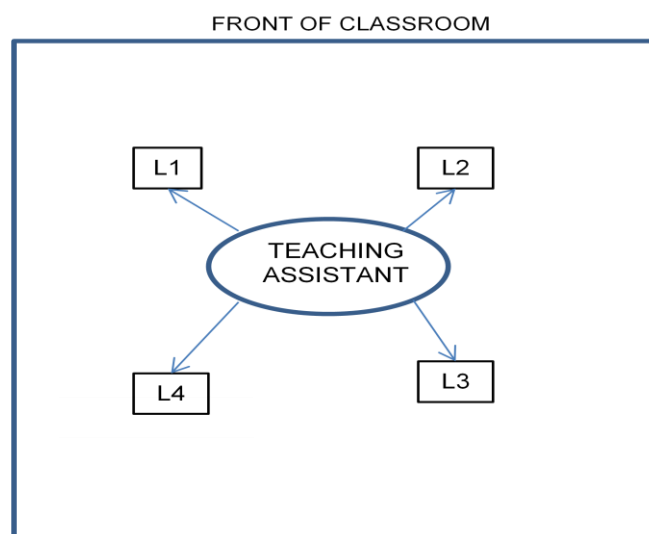 FRONT OF CLASSROOM
L1
L2
TEACHING
ASSISTANT
L4
L3